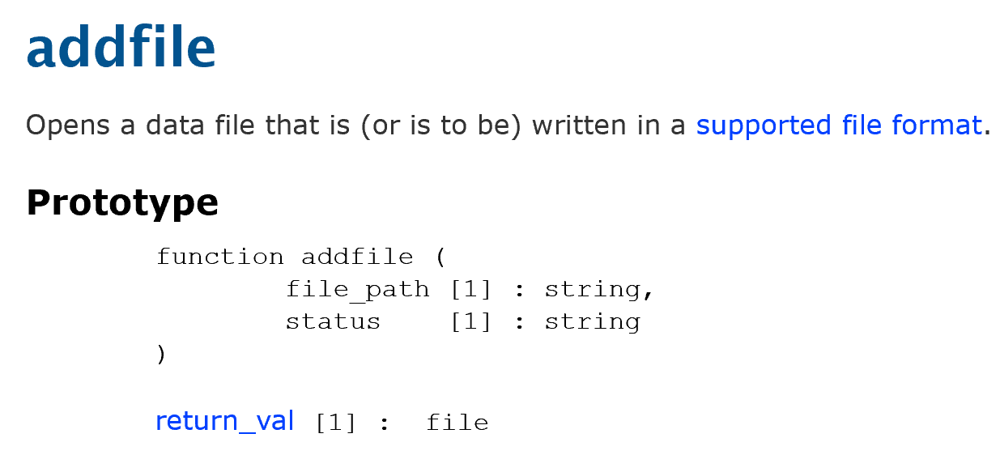 addfile
Opens a data file that is (or is to be) written in a supported file format.
Prototype
function addfile (
file_path [1] : string,
status [1] : string
)
return_val [1] : file